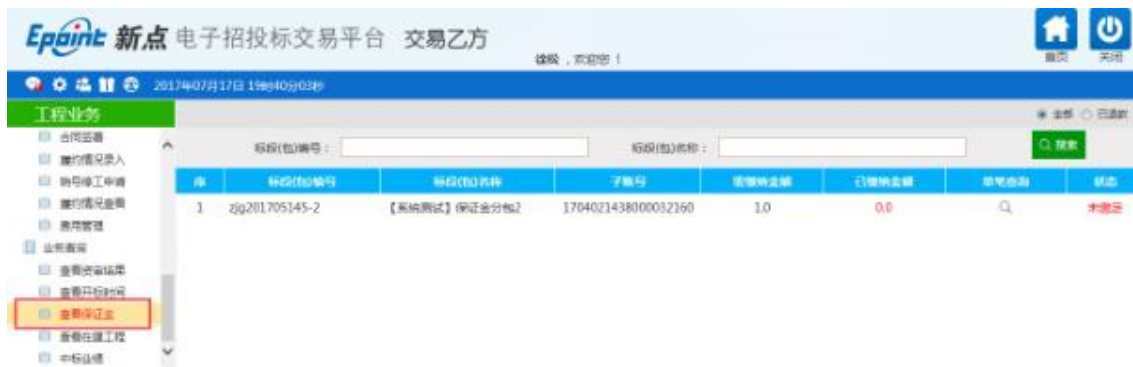 Epoint 新点 电子招投标交易平台 交易乙方
，欢迎您！
首页 关闭
2017年07月17日 19时40分03秒
工程业务
全部 已退款
合同签署
标段(包)编号：
标段(包)名称：
搜索
履约情况录入
序 标段(包)编号 标段(包)名称 子账号 需缴纳金额 已缴纳金额 单笔查询 状态
1 zjg201705145-2 【系统测试】保证金分包2 1704021438000032160 1.0 0.0 未缴足
履约情况查看
费用管理
业务查询
查看资审结果
查看开标时间
查看保证金
查看在建工程
中标业绩